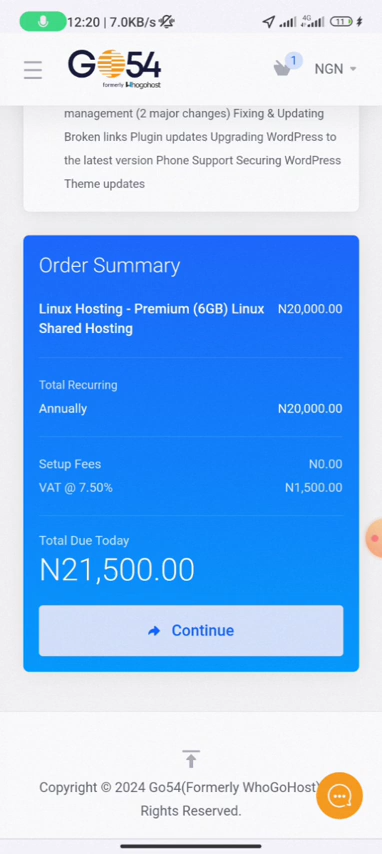 12:20 | 7.0KB/s
4G
11
GO54
formerly Whogohost
1
NGN
management (2 major changes) Fixing & Updating
Broken links Plugin updates Upgrading WordPress to
the latest version Phone Support Securing WordPress
Theme updates
Order Summary
Linux Hosting - Premium (6GB) Linux N20,000.00
Shared Hosting
Total Recurring
Annually N20,000.00
Setup Fees N0.00
VAT @ 7.50% N1,500.00
Total Due Today
N21,500.00
Continue
Copyright © 2024 Go54(Formerly WhoGoHost)
Rights Reserved.